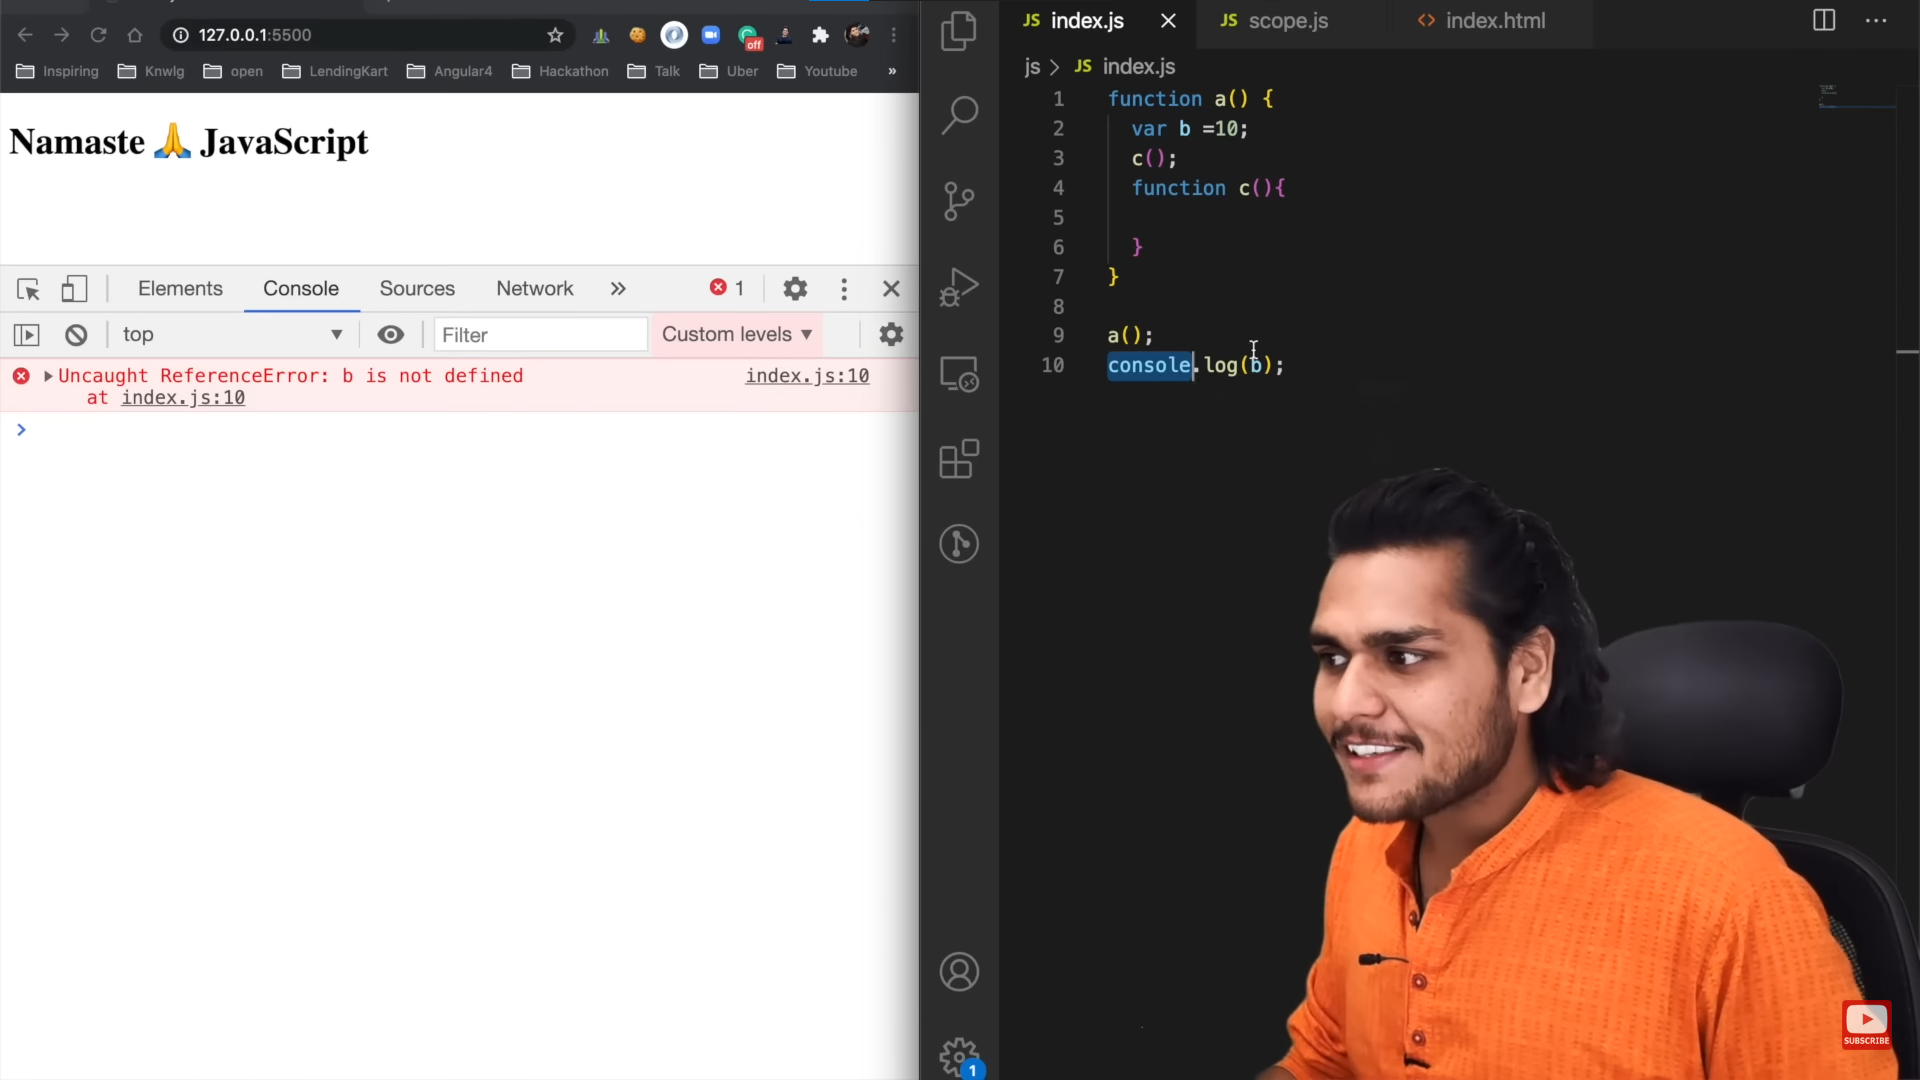 127.0.0.1:5500
off
Inspiring Knwlg open LendingKart Angular4 Hackathon Talk Uber Youtube »
Namaste 🙏 JavaScript
Elements Console Sources Network » 1
top ▼ Filter Custom levels ▼
Uncaught ReferenceError: b is not defined index.js:10
at index.js:10
>
JS index.js JS scope.js <> index.html
js > JS index.js
1 function a() {
2 var b =10;
3 c();
4 function c(){
5
6 }
7 }
8
9 a();
10 console.log(b);
1
SUBSCRIBE